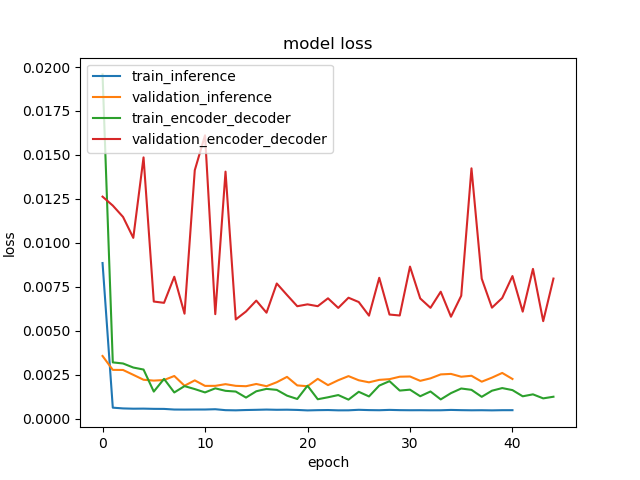 model loss
train_inference
validation_inference
train_encoder_decoder
validation_encoder_decoder
loss
0.0200
0.0175
0.0150
0.0125
0.0100
0.0075
0.0050
0.0025
0.0000
0 10 20 30 40
epoch